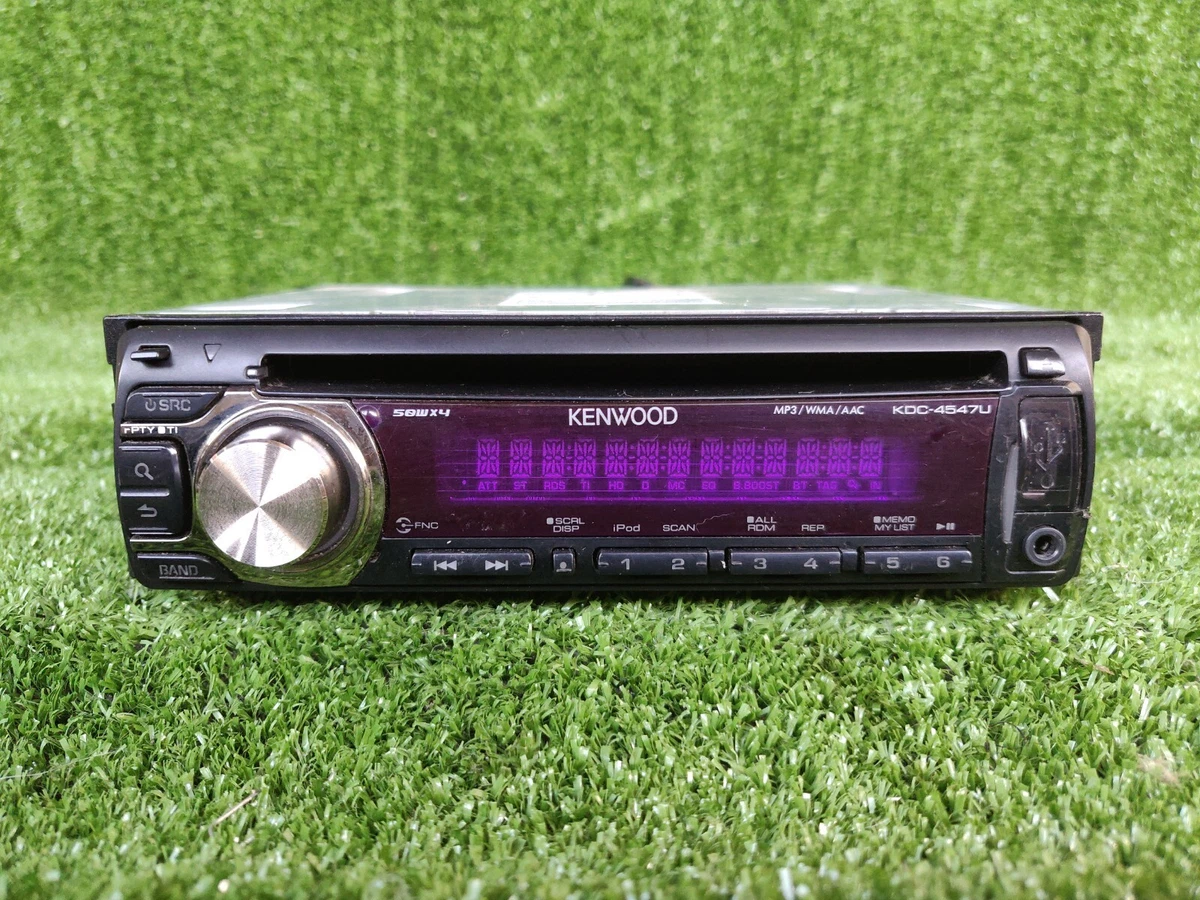 SRC
PTY TI
50W x4
KENWOOD
MP3/WMA/AAC
KDC-4547U
ATT ST RDS TI HD MC EQ B.BOOST BT TAG IN
FNC
SCRL
DISP
iPod
SCAN
ALL
RDM
REP
MEMO
MY LIST
BAND
1 2 3 4 5 6